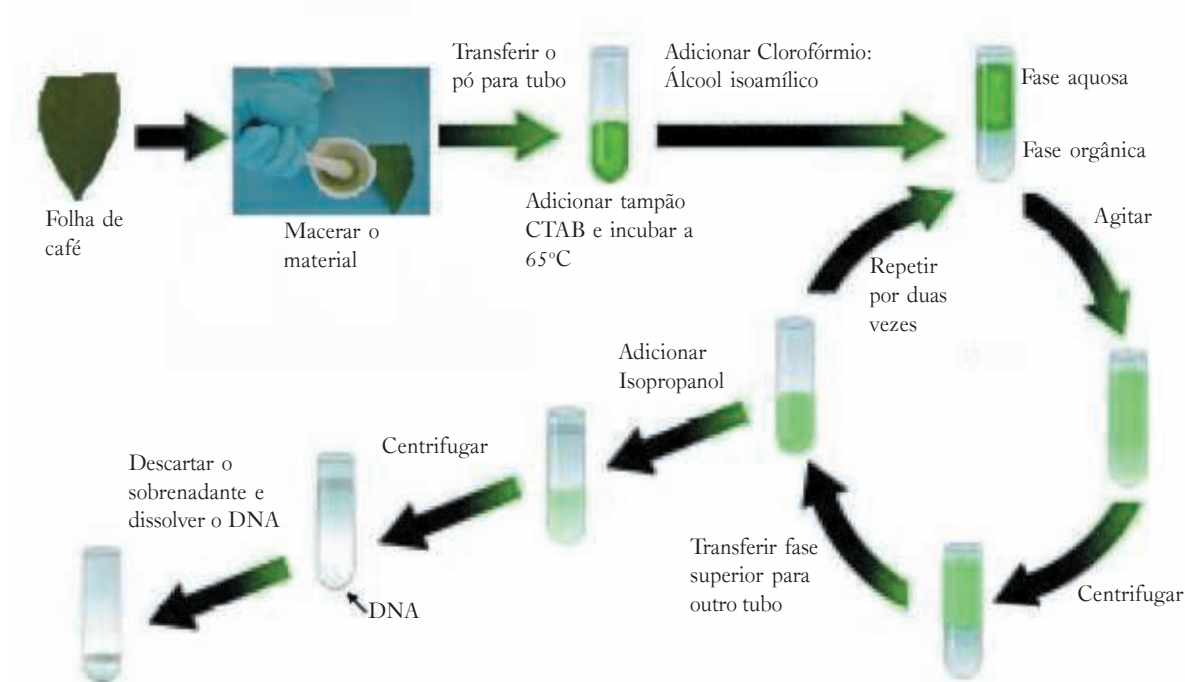 Folha de
café
Macerar o
material
Transferir o
pó para tubo
Adicionar tampão
CTAB e incubar a
65ºC
Adicionar Clorofórmio:
Álcool isoamílico
Fase aquosa
Fase orgânica
Agitar
Centrifugar
Transferir fase
superior para
outro tubo
Repetir
por duas
vezes
Adicionar
Isopropanol
Centrifugar
DNA
Descartar o
sobrenadante e
dissolver o DNA